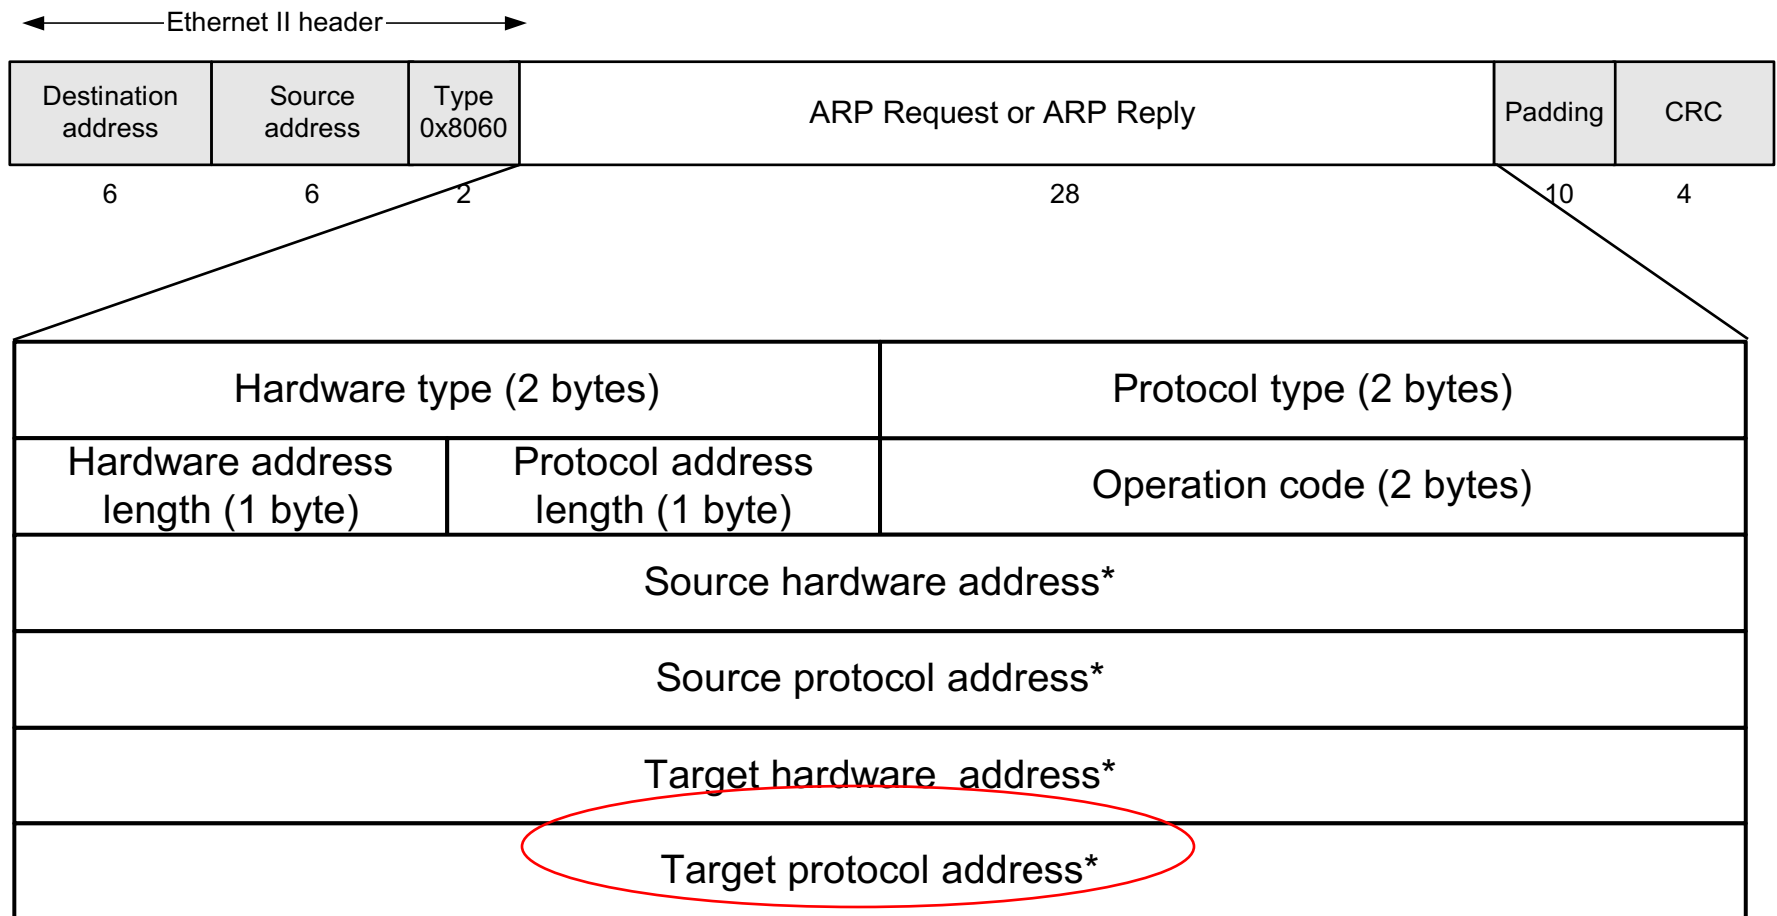 Ethernet II header
Destination
address
Source
address
Type
0x8060
ARP Request or ARP Reply
Padding
CRC
6
6
2
28
10
4
Hardware type (2 bytes)
Protocol type (2 bytes)
Hardware address
length (1 byte)
Protocol address
length (1 byte)
Operation code (2 bytes)
Source hardware address*
Source protocol address*
Target hardware address*
Target protocol address*